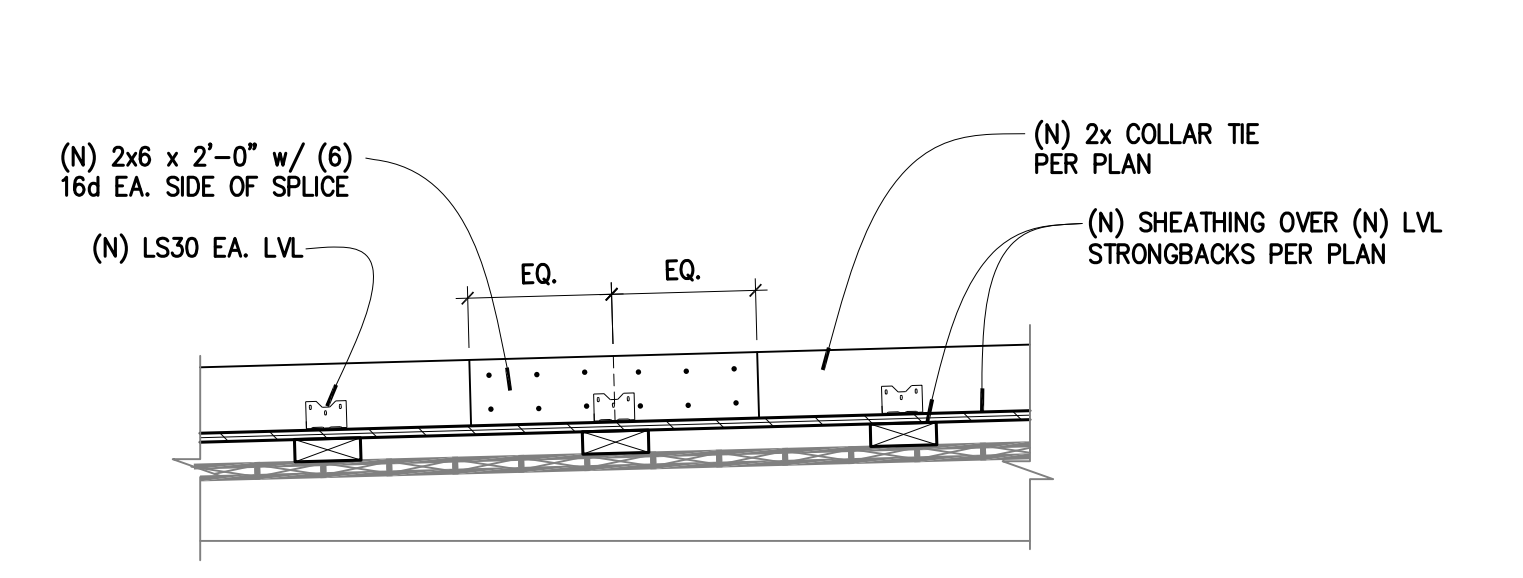 (N) 2x6 x 2'-0" w/ (6)
16d EA. SIDE OF SPLICE
(N) LS30 EA. LVL
EQ.
EQ.
(N) 2x COLLAR TIE
PER PLAN
(N) SHEATHING OVER (N) LVL
STRONGBACKS PER PLAN